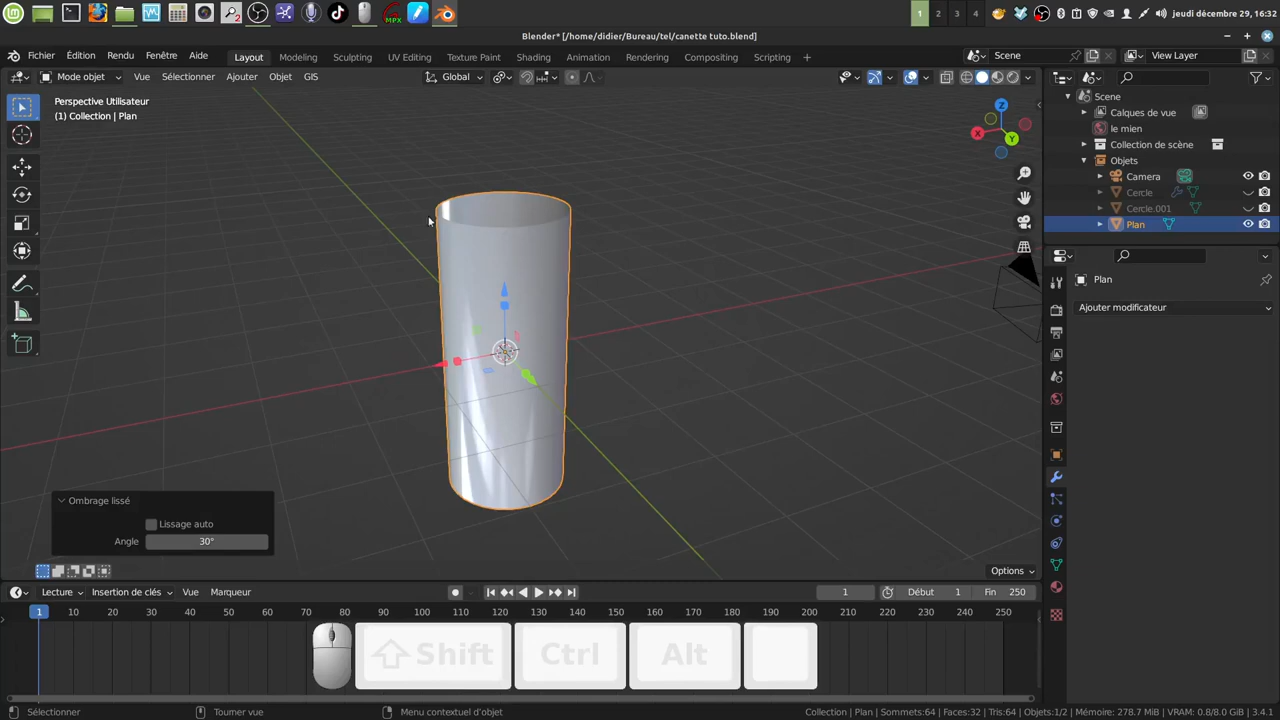 1 2 3 4 jeudi décembre 29, 16:32
Blender* [/home/didier/Bureau/tel/canette tuto.blend]
Fichier Édition Rendu Fenêtre Aide Layout Modeling Sculpting UV Editing Texture Paint Shading Animation Rendering Compositing Scripting + Scene View Layer
Mode objet Vue Sélectionner Ajouter Objet GIS Global
Perspective Utilisateur
(1) Collection | Plan
X Y Z
Scene
Calques de vue
le mien
Collection de scène
Objets
Camera
Cercle
Cercle.001
Plan
Plan
Ajouter modificateur
Ombrage lissé
Lissage auto
Angle 30°
Options
Lecture Insertion de clés Vue Marqueur 1 Début 1 Fin 250
1 10 20 30 40 50 60 70 80 90 100 110 120 130 140 150 160 170 180 190 200 210 220 230 240 250
Shift Ctrl Alt
Sélectionner Tourner vue Menu contextuel d'objet Collection | Plan | Sommets:64 | Faces:32 | Tris:64 | Objets:1/2 | Mémoire: 278.7 MiB | VRAM: 0.8/8.0 GiB | 3.4.1